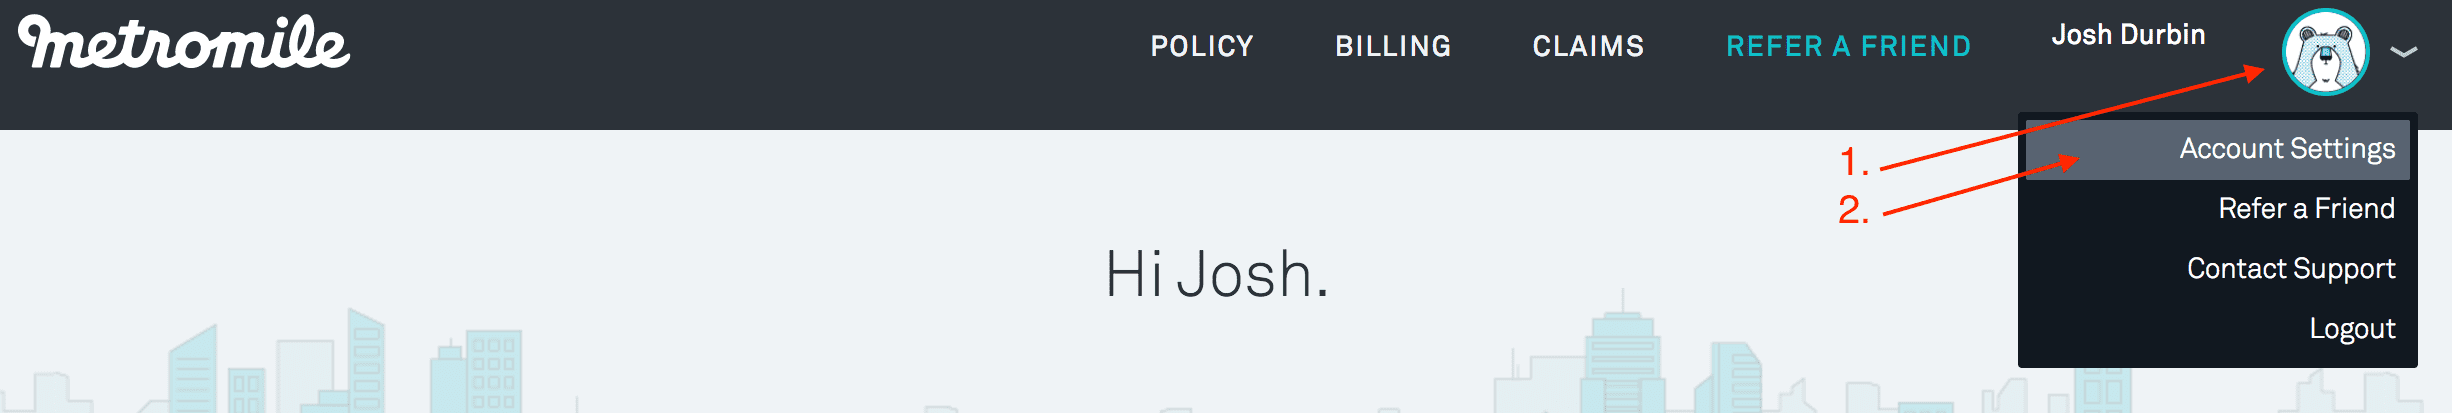 metromile
POLICY BILLING CLAIMS REFER A FRIEND Josh Durbin
1. Account Settings
2. Refer a Friend
Hi Josh.
Contact Support
Logout